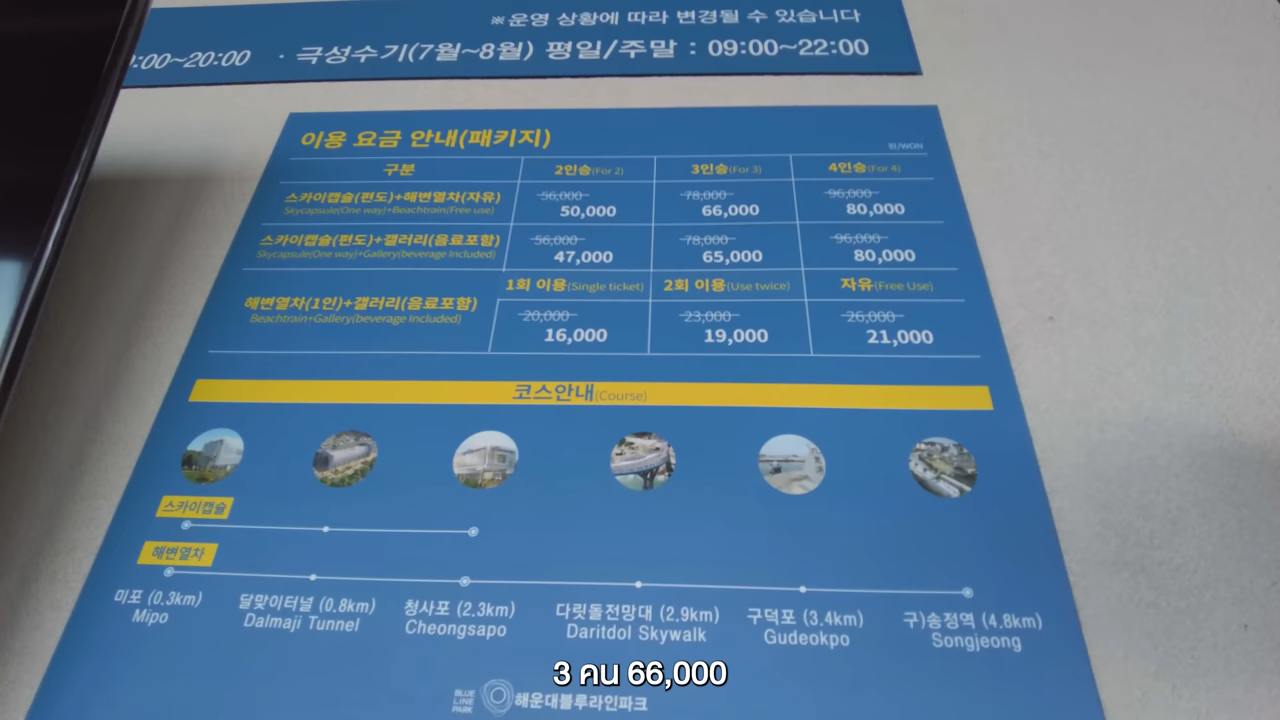 ※운영 상황에 따라 변경될 수 있습니다
:00~20:00 · 극성수기(7월~8월) 평일/주말 : 09:00~22:00
이용 요금 안내(패키지)
원/WON
구분 2인승(For 2) 3인승(For 3) 4인승(For 4)
스카이캡슐(편도)+해변열차(자유) 56,000 78,000 96,000
Skycapsule(One way)+Beachtrain(Free use) 50,000 66,000 80,000
스카이캡슐(편도)+갤러리(음료포함) 56,000 78,000 96,000
Skycapsule(One way)+Gallery(beverage Included) 47,000 65,000 80,000
1회 이용(Single ticket) 2회 이용(Use twice) 자유(Free Use)
해변열차(1인)+갤러리(음료포함) 20,000 23,000 26,000
Beachtrain+Gallery(beverage Included) 16,000 19,000 21,000
코스안내(Course)
스카이캡슐
해변열차
미포 (0.3km) 달맞이터널 (0.8km) 청사포 (2.3km) 다릿돌전망대 (2.9km) 구덕포 (3.4km) 구)송정역 (4.8km)
Mipo Dalmaji Tunnel Cheongsapo Daritdol Skywalk Gudeokpo Songjeong
3 คน 66,000
BLUE LINE PARK 해운대블루라인파크